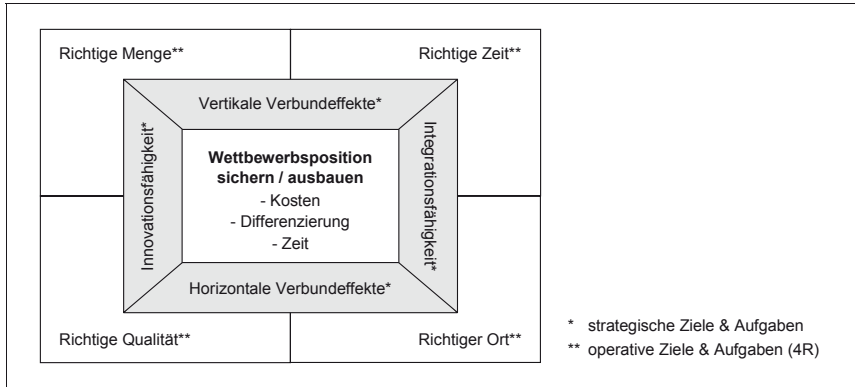 Richtige Menge**
Richtige Zeit**
Vertikale Verbundeffekte*
Innovationsfähigkeit*
Wettbewerbsposition
sichern / ausbauen
- Kosten
- Differenzierung
- Zeit
Integrationsfähigkeit*
Horizontale Verbundeffekte*
Richtige Qualität**
Richtiger Ort**
* strategische Ziele & Aufgaben
** operative Ziele & Aufgaben (4R)